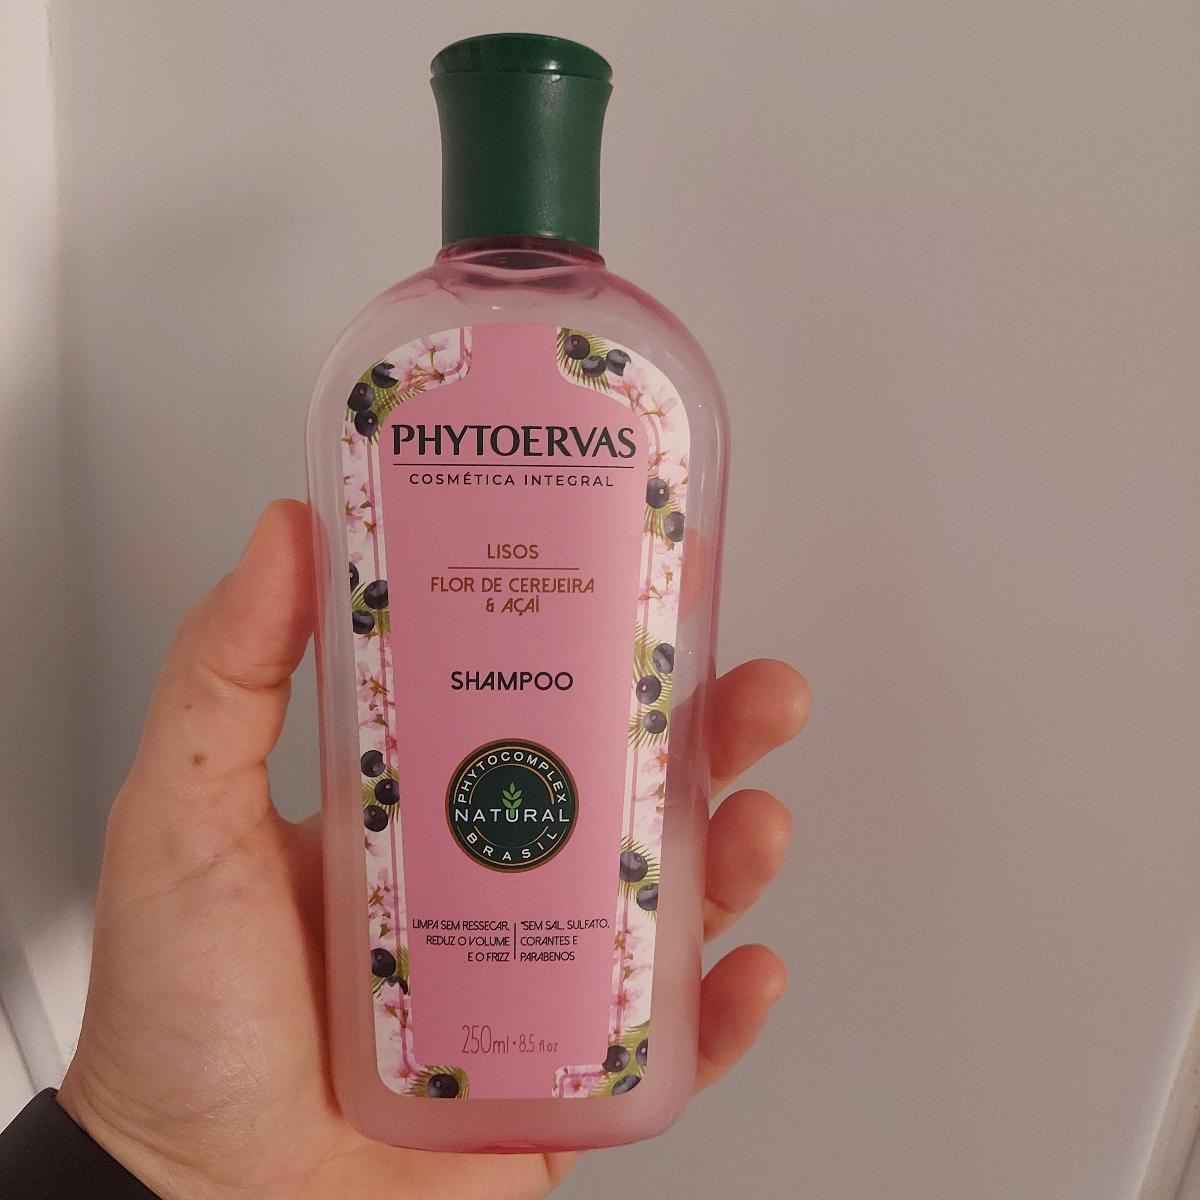 PHYTOERVAS
COSMÉTICA INTEGRAL
LISOS
FLOR DE CEREJEIRA
& AÇAÍ
SHAMPOO
PHYTOCOMPLEX
NATURAL
BRASIL
LIMPA SEM RESSECAR,
REDUZ O VOLUME
E O FRIZZ
*SEM SAL, SULFATO,
CORANTES E
PARABENOS
250ml • 8.5 fl oz